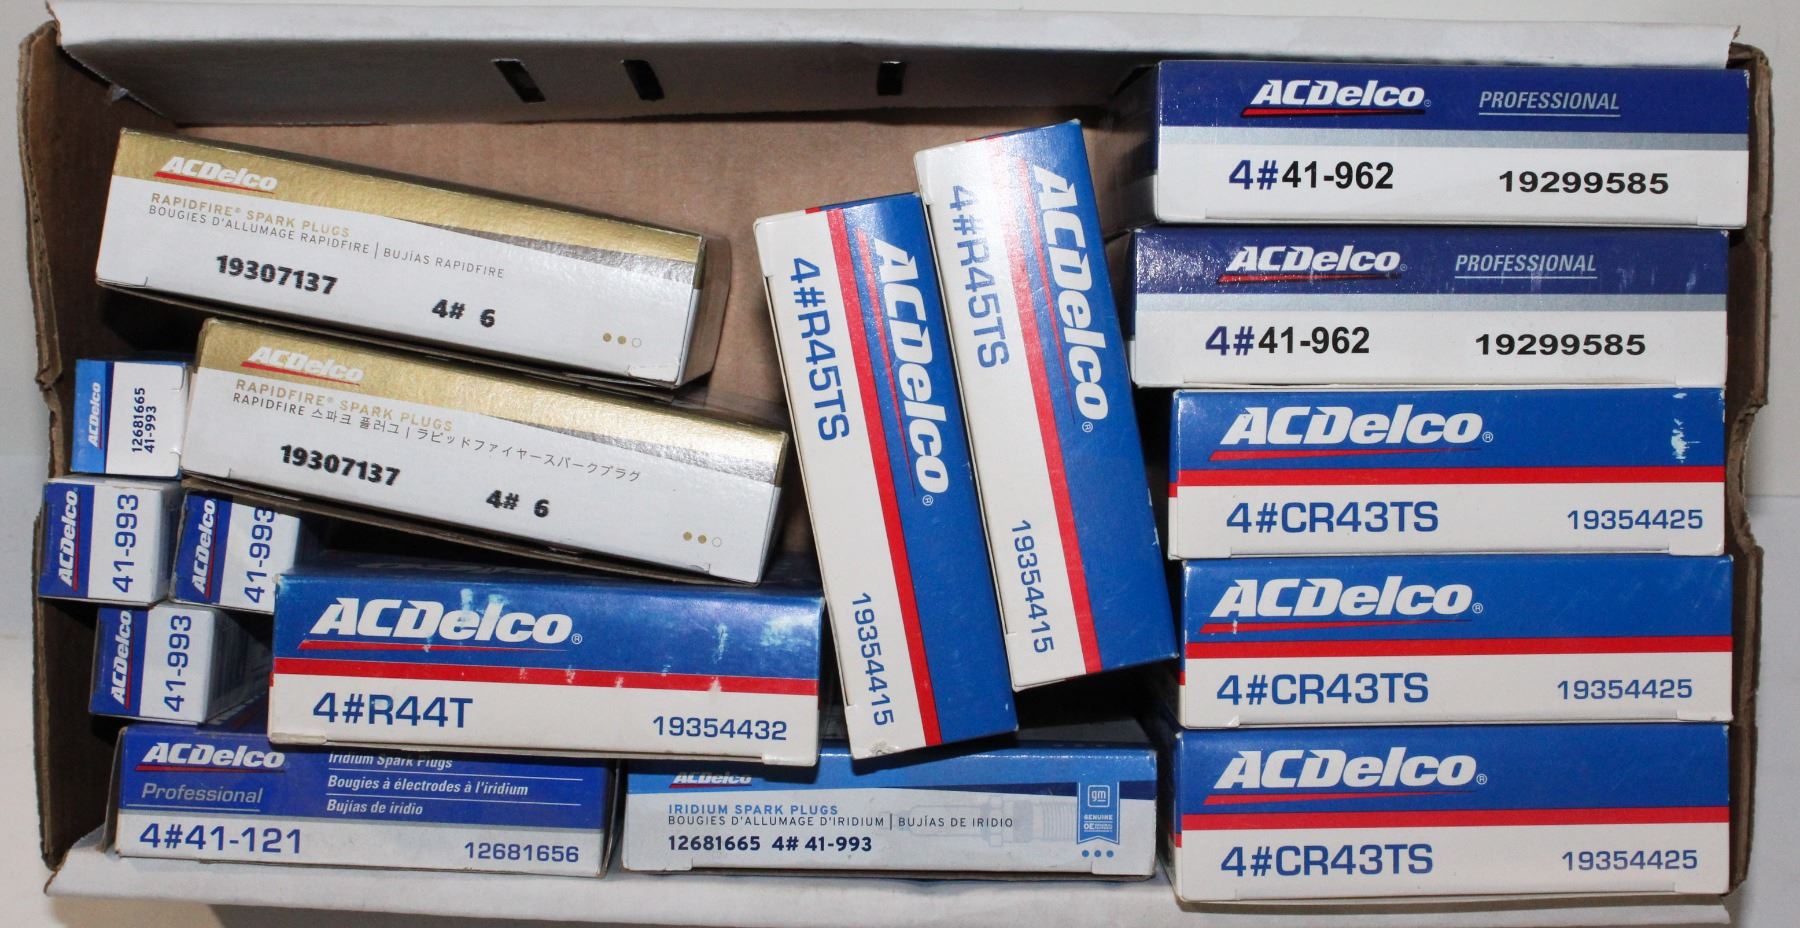 ACDelco
RAPIDFIRE® SPARK PLUGS
BOUGIES D'ALLUMAGE RAPIDFIRE | BUJÍAS RAPIDFIRE
19307137 4# 6
ACDelco
RAPIDFIRE® SPARK PLUGS
RAPIDFIRE 스파크 플러그 | ラピッドファイヤースパークプラグ
19307137 4# 6
ACDelco
12681665
41-993
ACDelco
41-993
ACDelco
41-993
ACDelco
41-993
ACDelco®
4#R44T 19354432
ACDelco
Professional
Iridium Spark Plugs
Bougies à électrodes à l'iridium
Bujías de iridio
4#41-121 12681656
ACDelco
IRIDIUM SPARK PLUGS
BOUGIES D'ALLUMAGE D'IRIDIUM | BUJÍAS DE IRIDIO
12681665 4# 41-993
gm
GENUINE
OE
ACDelco®
4#R45TS 19354415
ACDelco®
4#R45TS 19354415
ACDelco® PROFESSIONAL
4#41-962 19299585
ACDelco® PROFESSIONAL
4#41-962 19299585
ACDelco®
4#CR43TS 19354425
ACDelco®
4#CR43TS 19354425
ACDelco®
4#CR43TS 19354425